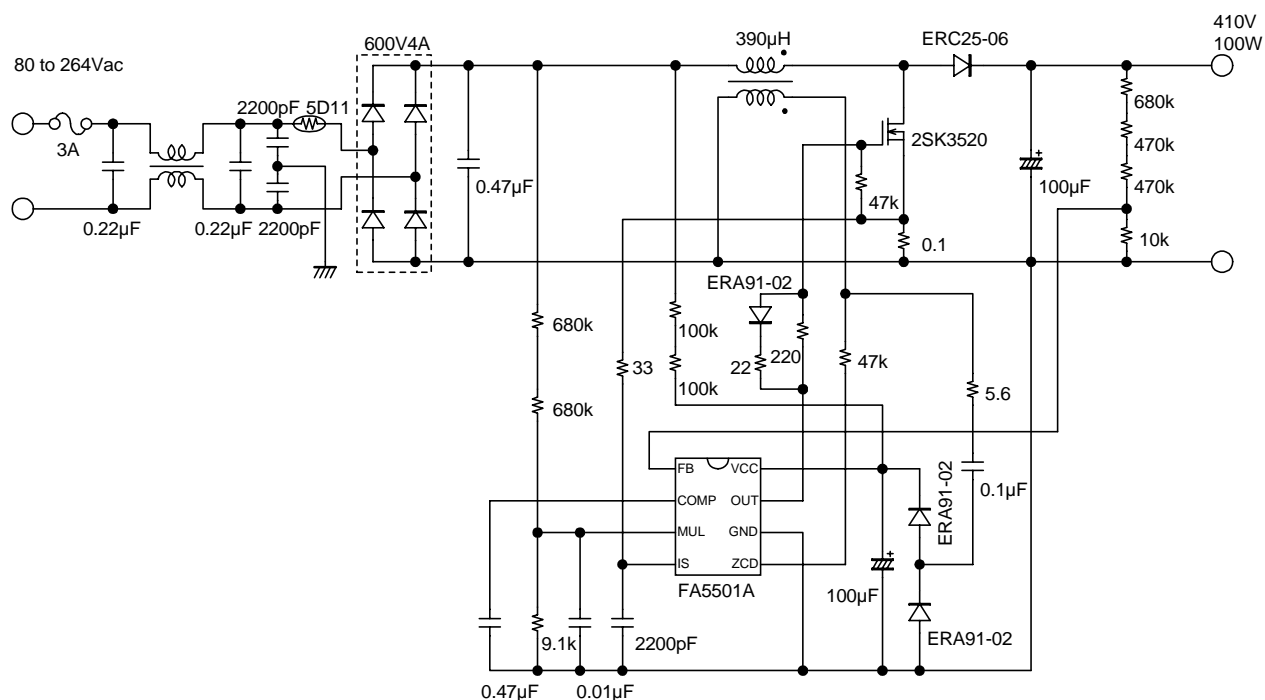 410V
100W
ERC25-06
390µH
600V4A
80 to 264Vac
2200pF 5D11
680k
3A
2SK3520
470k
0.47µF
100µF
470k
47k
0.22µF
0.22µF
2200pF
0.1
10k
ERA91-02
680k
100k
220
33
22
47k
100k
5.6
680k
ERA91-02
FB
VCC
0.1µF
COMP
OUT
MUL
GND
IS
ZCD
FA5501A
100µF
9.1k
2200pF
ERA91-02
0.47µF
0.01µF